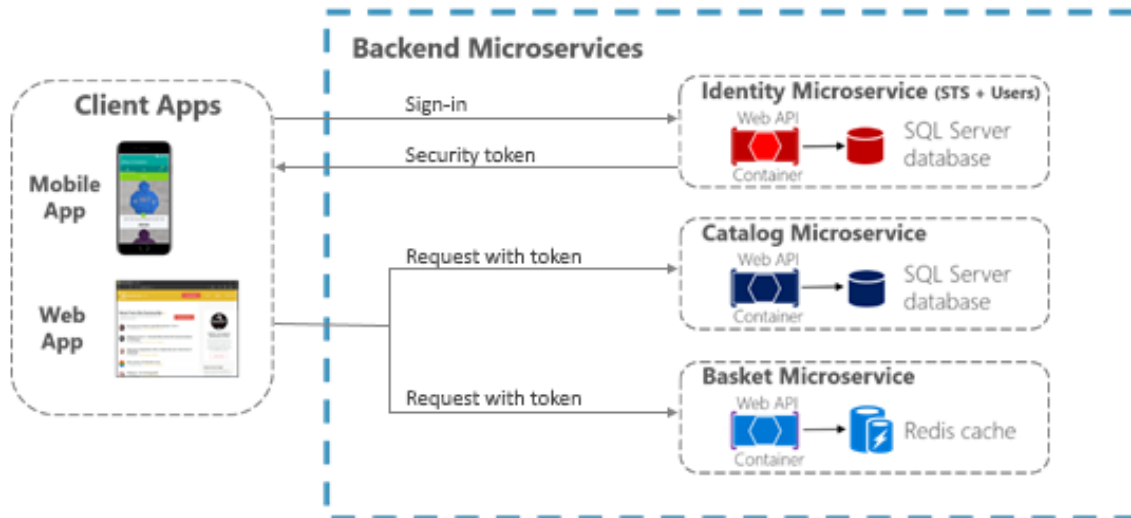 Backend Microservices
Client Apps
Mobile
App
Web
App
Sign-in
Security token
Request with token
Request with token
Identity Microservice (STS + Users)
Web API
Container
SQL Server
database
Catalog Microservice
Web API
Container
SQL Server
database
Basket Microservice
Web API
Container
Redis cache